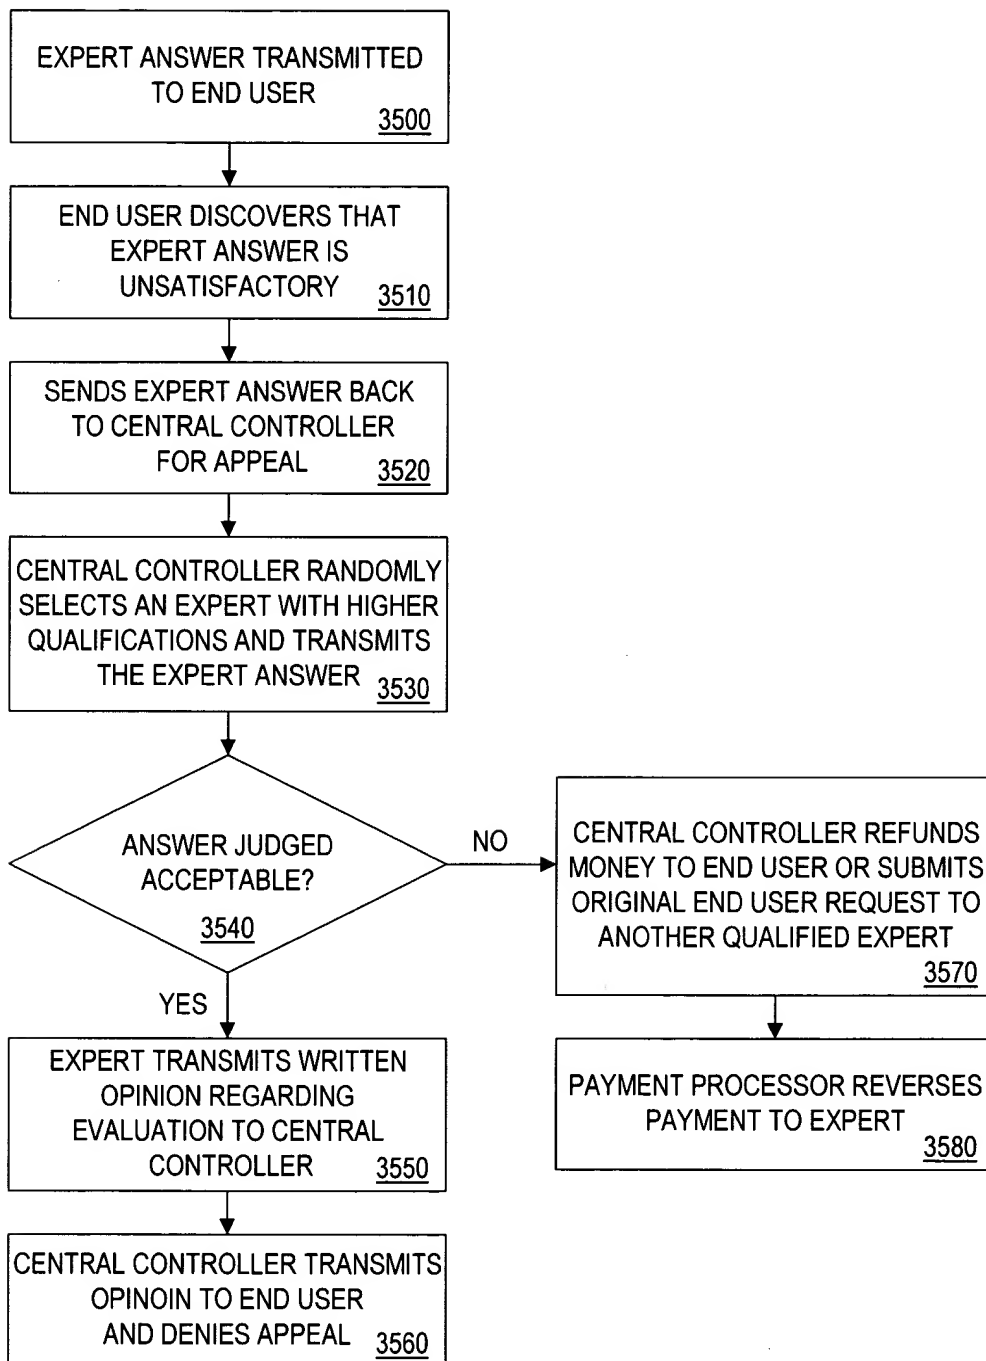 EXPERT ANSWER TRANSMITTED
TO END USER
3500
END USER DISCOVERS THAT
EXPERT ANSWER IS
UNSATISFACTORY
3510
SENDS EXPERT ANSWER BACK
TO CENTRAL CONTROLLER
FOR APPEAL
3520
CENTRAL CONTROLLER RANDOMLY
SELECTS AN EXPERT WITH HIGHER
QUALIFICATIONS AND TRANSMITS
THE EXPERT ANSWER
3530
ANSWER JUDGED
ACCEPTABLE?
3540
NO
CENTRAL CONTROLLER REFUNDS
MONEY TO END USER OR SUBMITS
ORIGINAL END USER REQUEST TO
ANOTHER QUALIFIED EXPERT
3570
PAYMENT PROCESSOR REVERSES
PAYMENT TO EXPERT
3580
YES
EXPERT TRANSMITS WRITTEN
OPINION REGARDING
EVALUATION TO CENTRAL
CONTROLLER
3550
CENTRAL CONTROLLER TRANSMITS
OPINOIN TO END USER
AND DENIES APPEAL
3560